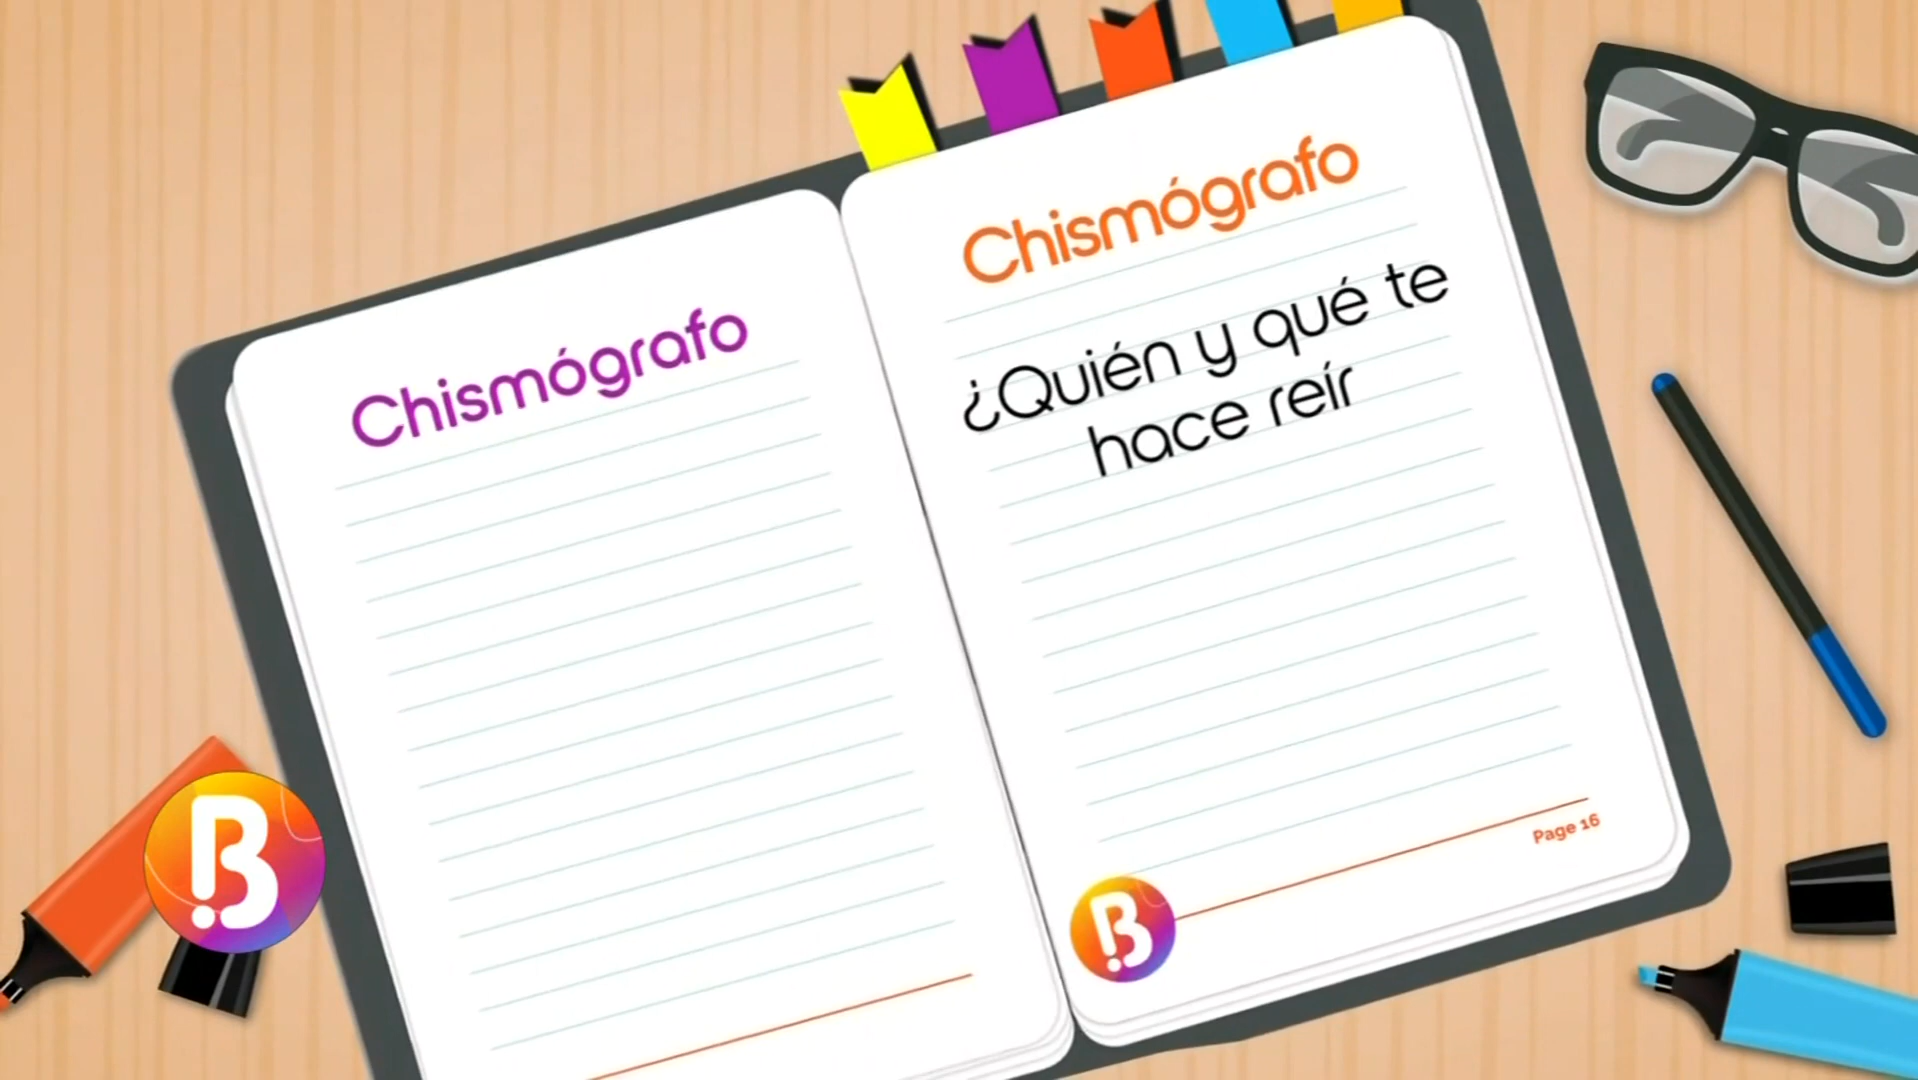 Chismógrafo
Chismógrafo
¿Quién y qué te
hace reír
Page 16
B
B